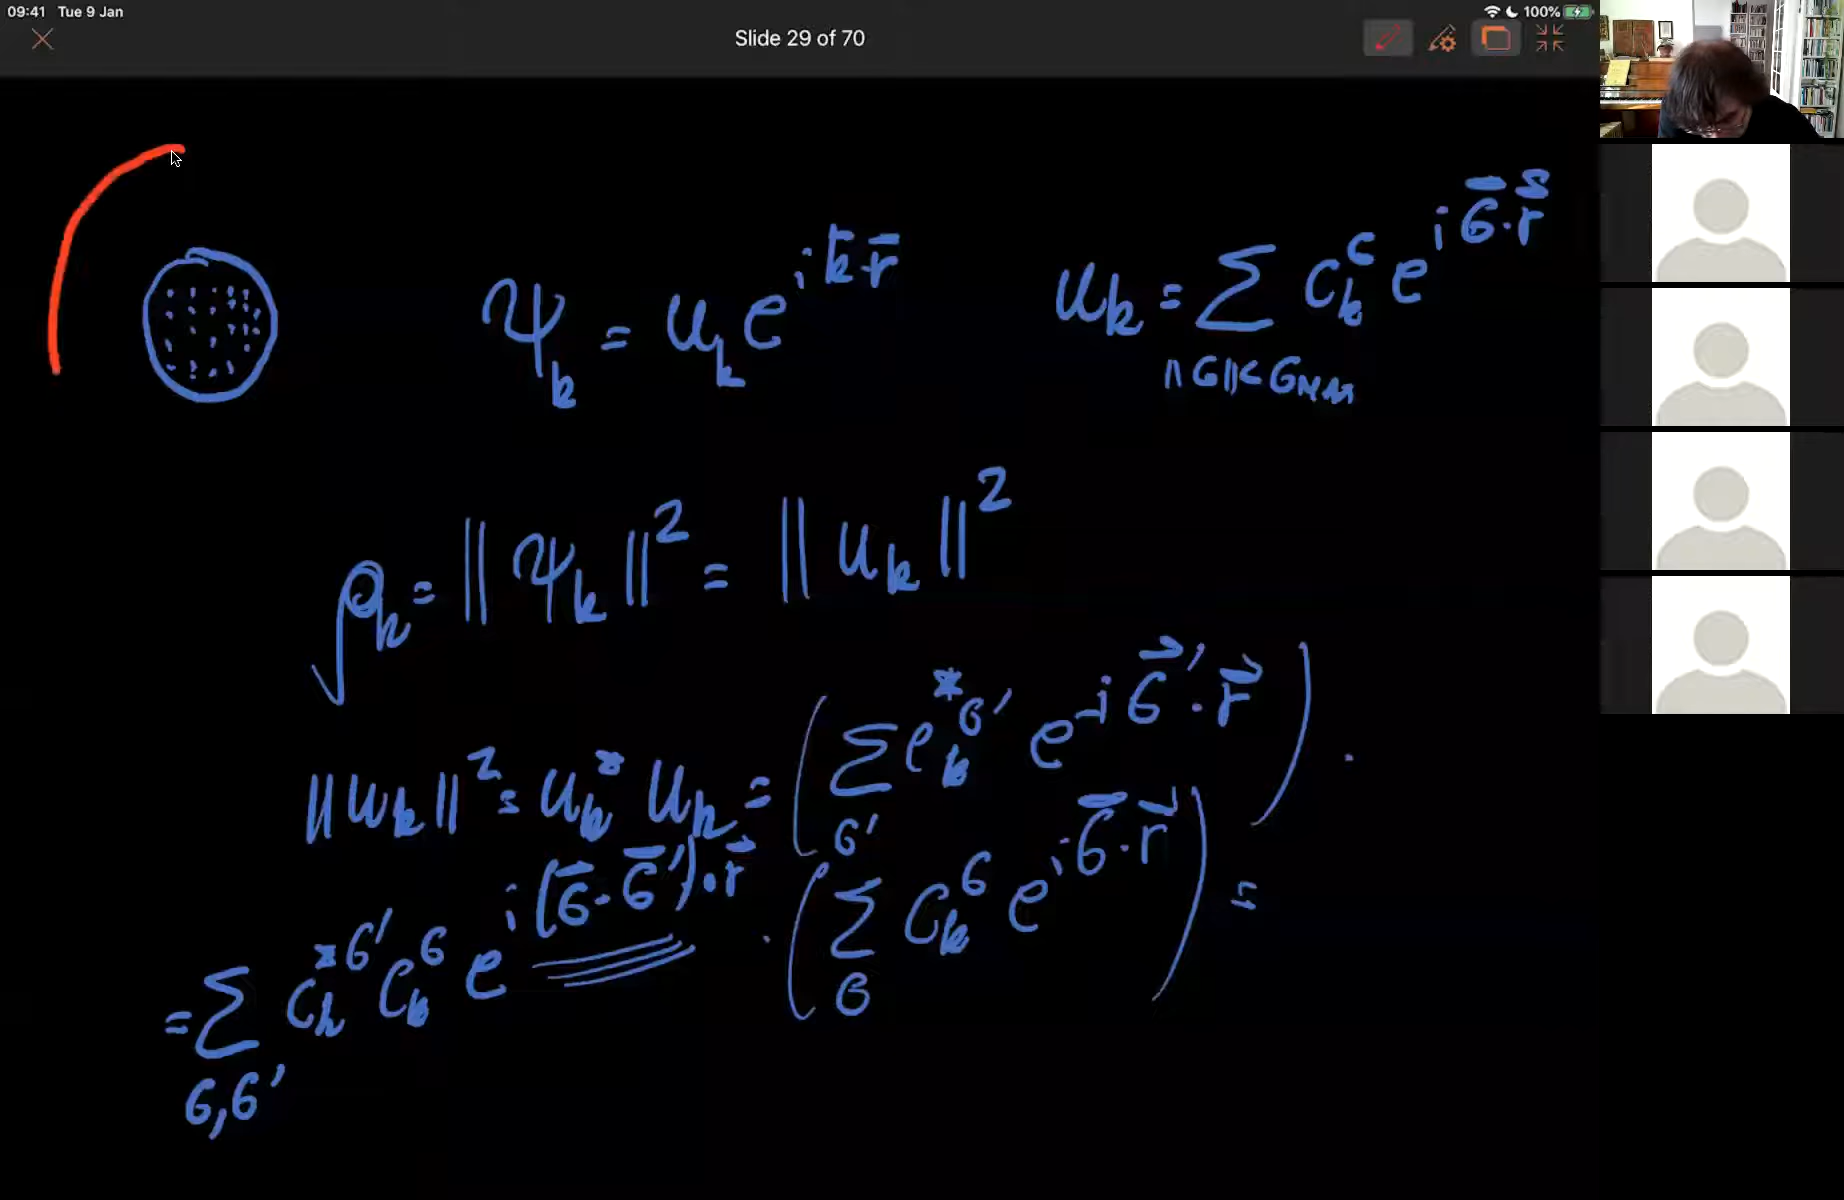 09:41 Tue 9 Jan
100%
Slide 29 of 70
ψ_k = u_k e^{i k̄·r̄}
u_k = Σ_{‖G‖<G_MAX} C_k^G e^{i G⃗·r⃗}
ρ_k = ‖ψ_k‖² = ‖u_k‖²
‖u_k‖² = u_k^* u_k = (Σ_{G'} C_k^{*G'} e^{-i G⃗'·r⃗}) ·
· (Σ_G C_k^G e^{i G⃗·r⃗}) =
= Σ_{G,G'} C_k^{*G'} C_k^G e^{i(G⃗-G⃗')·r⃗}